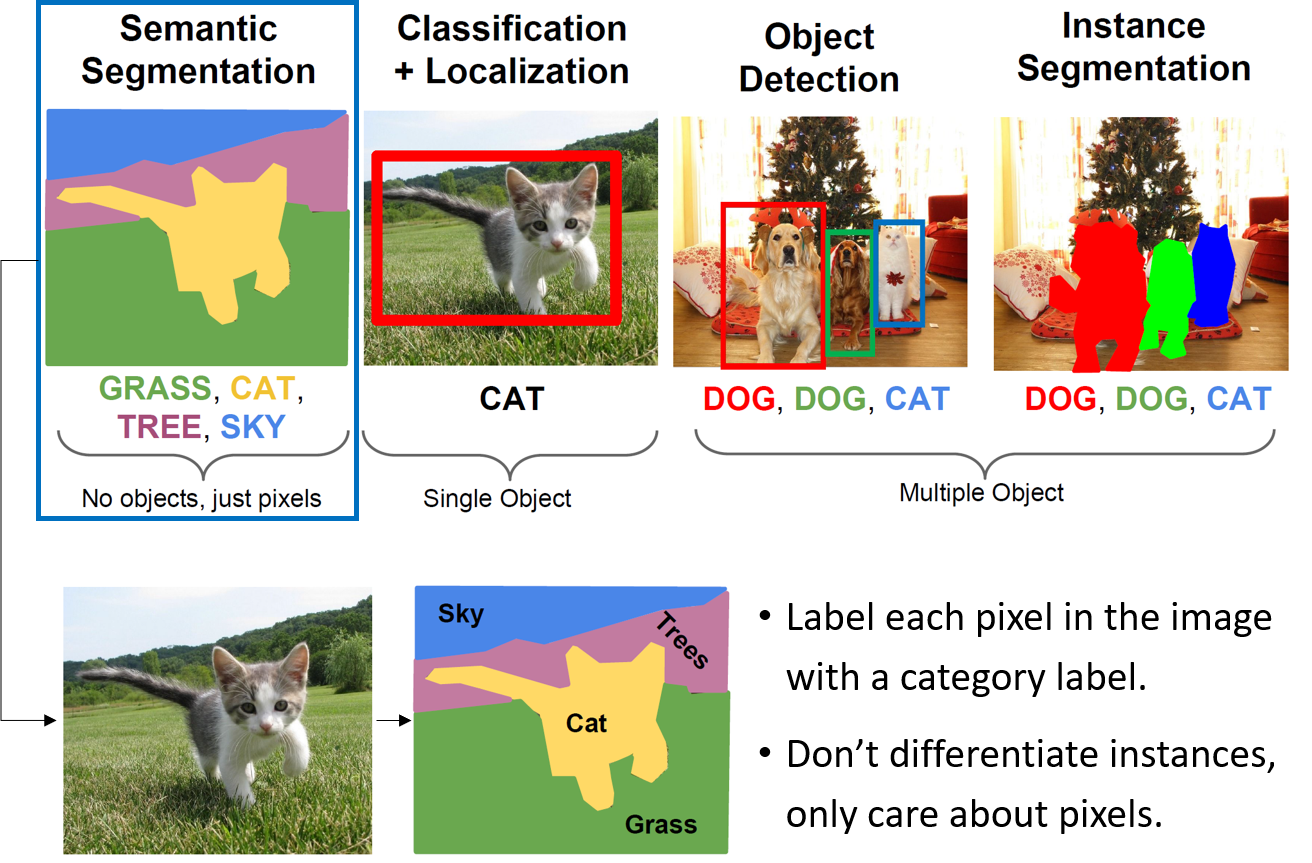 Semantic
Segmentation
Classification
+ Localization
Object
Detection
Instance
Segmentation
GRASS, CAT,
TREE, SKY
CAT
DOG, DOG, CAT
DOG, DOG, CAT
No objects, just pixels
Single Object
Multiple Object
Sky
Trees
Cat
Grass
• Label each pixel in the image
with a category label.
• Don’t differentiate instances,
only care about pixels.